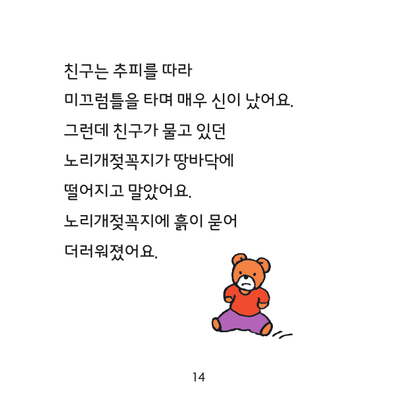 친구는 추피를 따라
미끄럼틀을 타며 매우 신이 났어요.
그런데 친구가 물고 있던
노리개젖꼭지가 땅바닥에
떨어지고 말았어요.
노리개젖꼭지에 흙이 묻어
더러워졌어요.
14